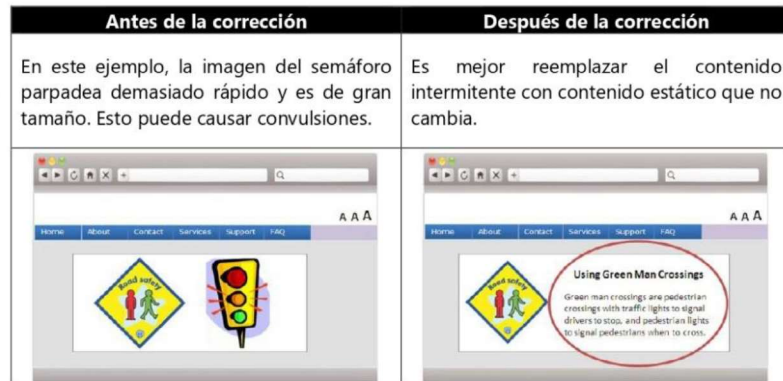 Antes de la corrección
Después de la corrección
En este ejemplo, la imagen del semáforo
parpadea demasiado rápido y es de gran
tamaño. Esto puede causar convulsiones.
Es mejor reemplazar el contenido
intermitente con contenido estático que no
cambia.
A A A
Home About Contact Services Support FAQ
Road safety
A A A
Home About Contact Services Support FAQ
Road safety
Using Green Man Crossings
Green man crossings are pedestrian
crossings with traffic lights to signal
drivers to stop, and pedestrian lights
to signal pedestrians when to cross.